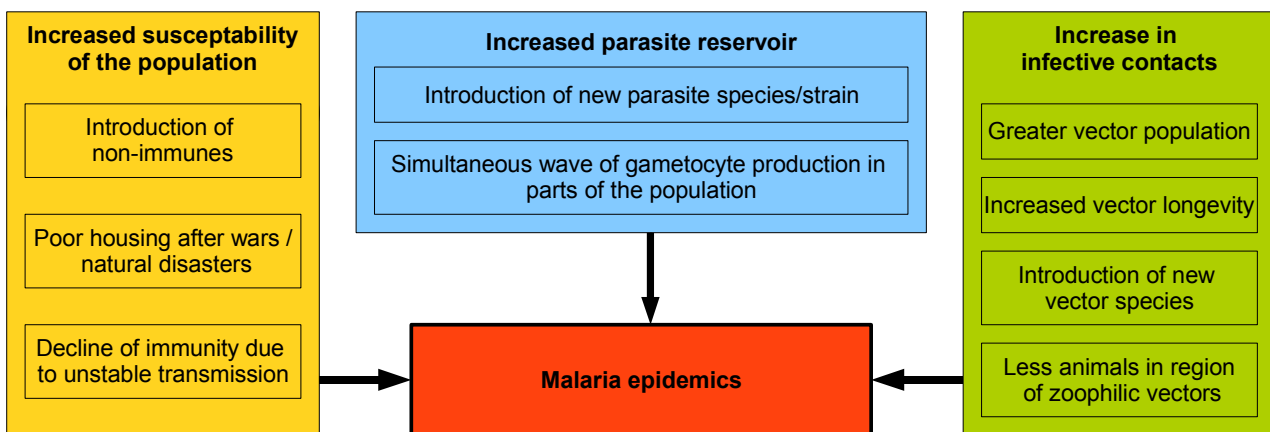 Increased susceptability
of the population
Introduction of
non-immunes
Poor housing after wars /
natural disasters
Decline of immunity due
to unstable transmission
Increased parasite reservoir
Introduction of new parasite species/strain
Simultaneous wave of gametocyte production in
parts of the population
Malaria epidemics
Increase in
infective contacts
Greater vector population
Increased vector longevity
Introduction of new
vector species
Less animals in region
of zoophilic vectors